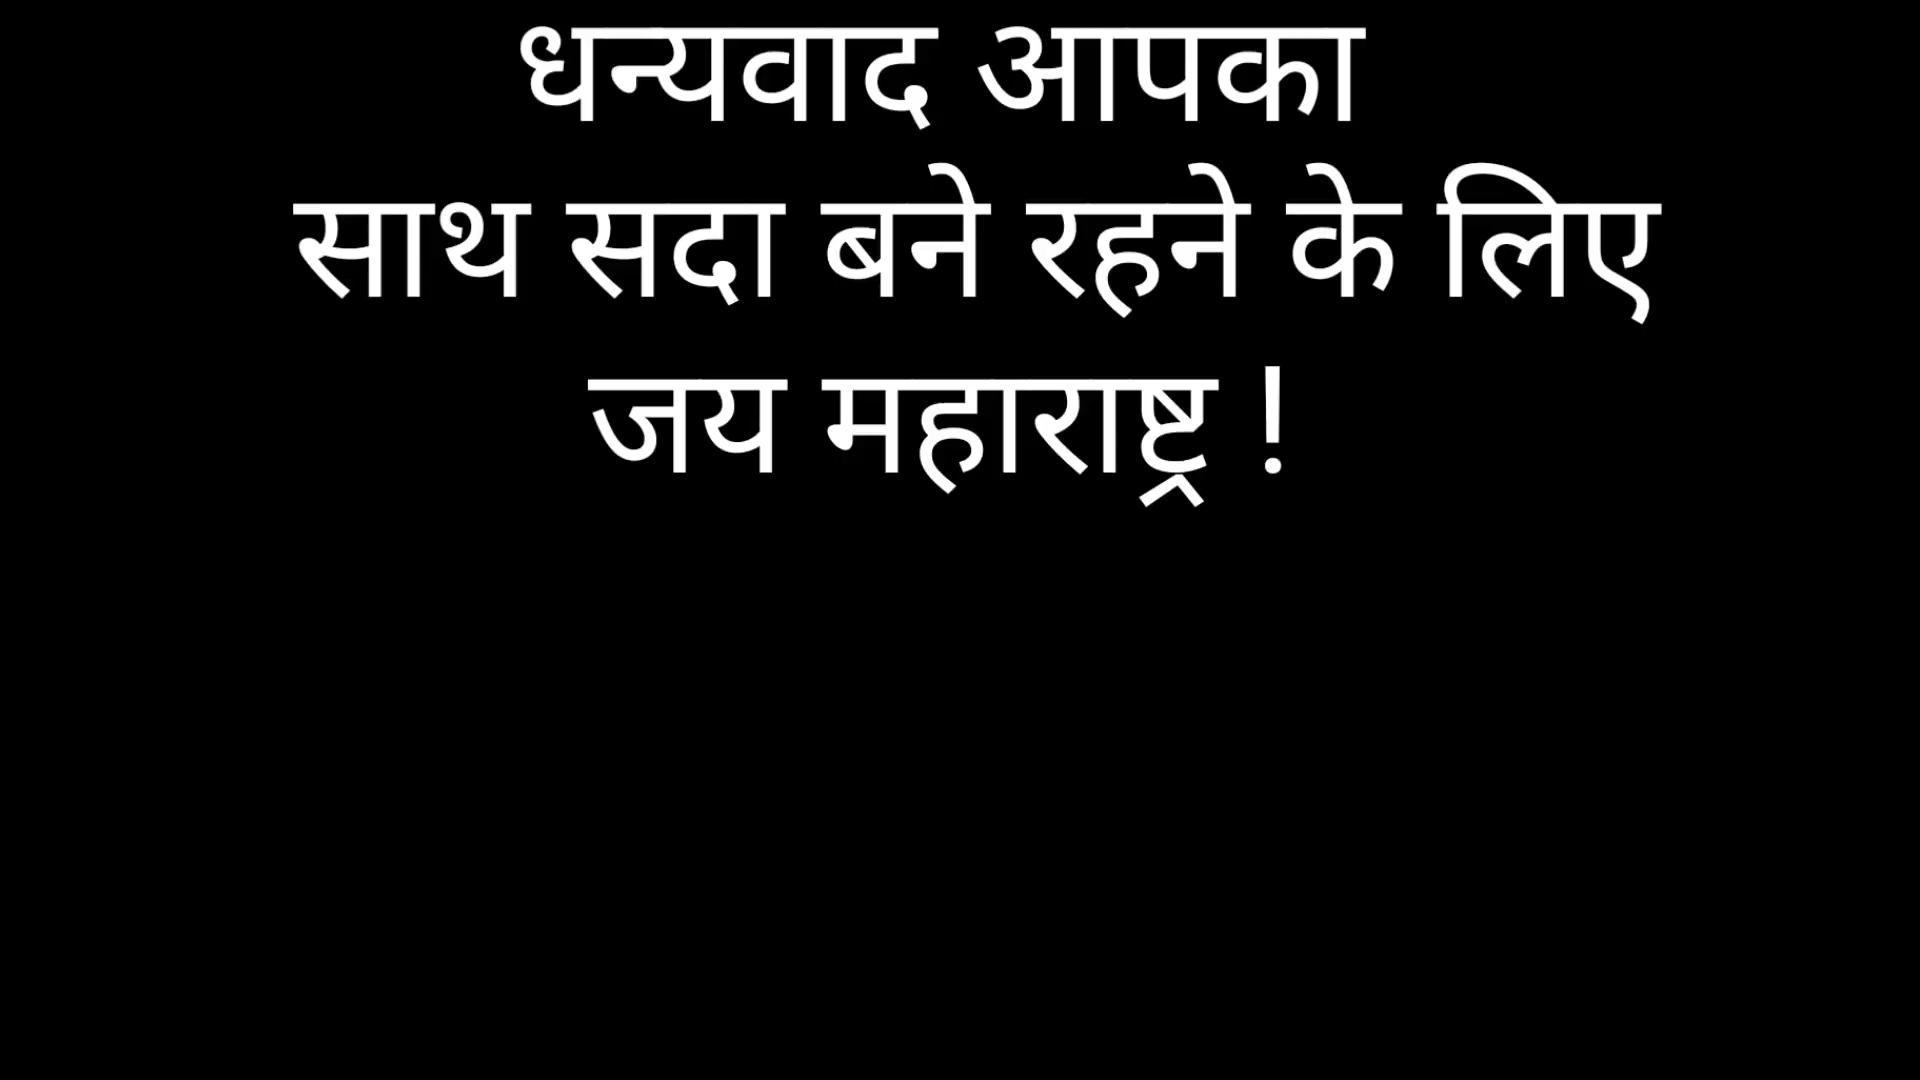 धन्यवाद आपका
साथ सदा बने रहने के लिए
जय महाराष्ट्र !